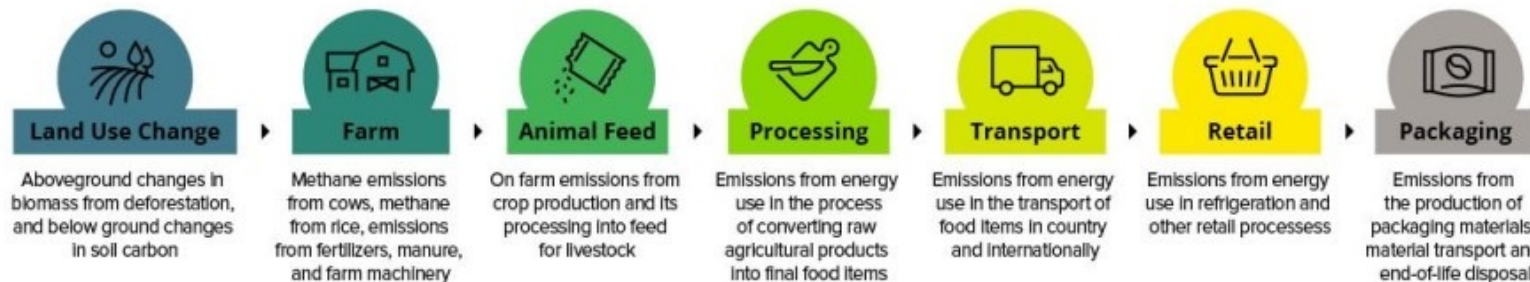 Land Use Change
Aboveground changes in
biomass from deforestation,
and below ground changes
in soil carbon
Farm
Methane emissions
from cows, methane
from rice, emissions
from fertilizers, manure,
and farm machinery
Animal Feed
On farm emissions from
crop production and its
processing into feed
for livestock
Processing
Emissions from energy
use in the process
of converting raw
agricultural products
into final food items
Transport
Emissions from energy
use in the transport of
food items in country
and internationally
Retail
Emissions from energy
use in refrigeration and
other retail processess
Packaging
Emissions from
the production of
packaging materials
material transport an
end-of-life disposal